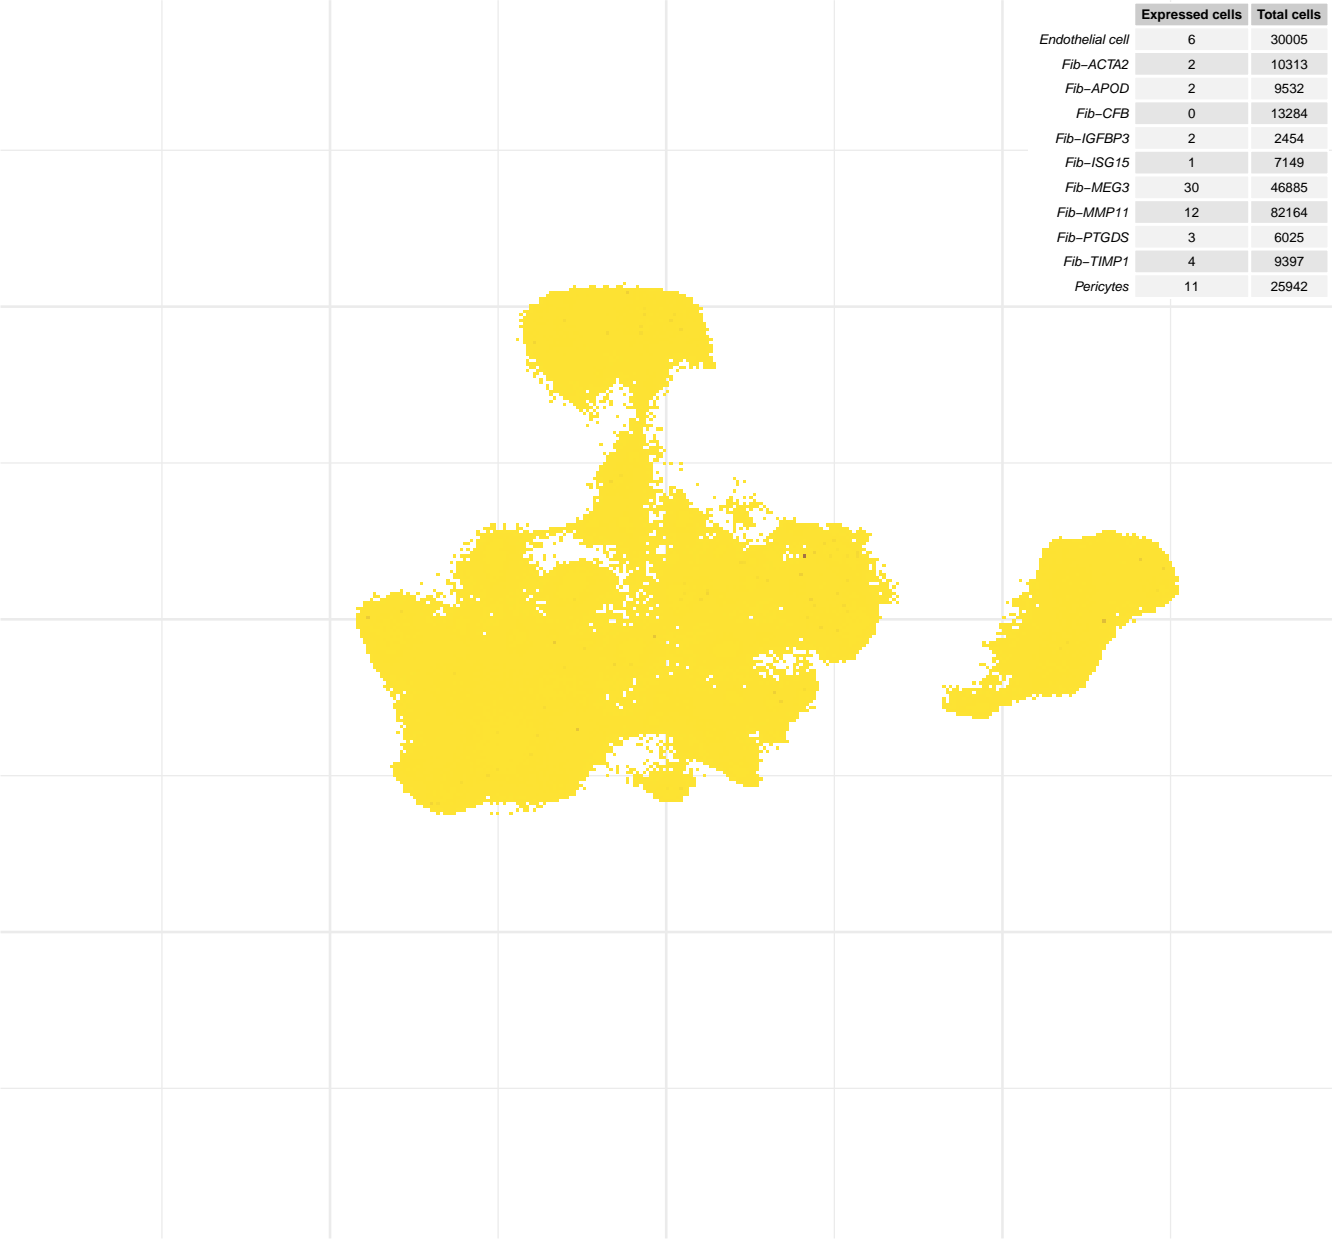 Expressed cells Total cells
Endothelial cell 6 30005
Fib−ACTA2 2 10313
Fib−APOD 2 9532
Fib−CFB 0 13284
Fib−IGFBP3 2 2454
Fib−ISG15 1 7149
Fib−MEG3 30 46885
Fib−MMP11 12 82164
Fib−PTGDS 3 6025
Fib−TIMP1 4 9397
Pericytes 11 25942